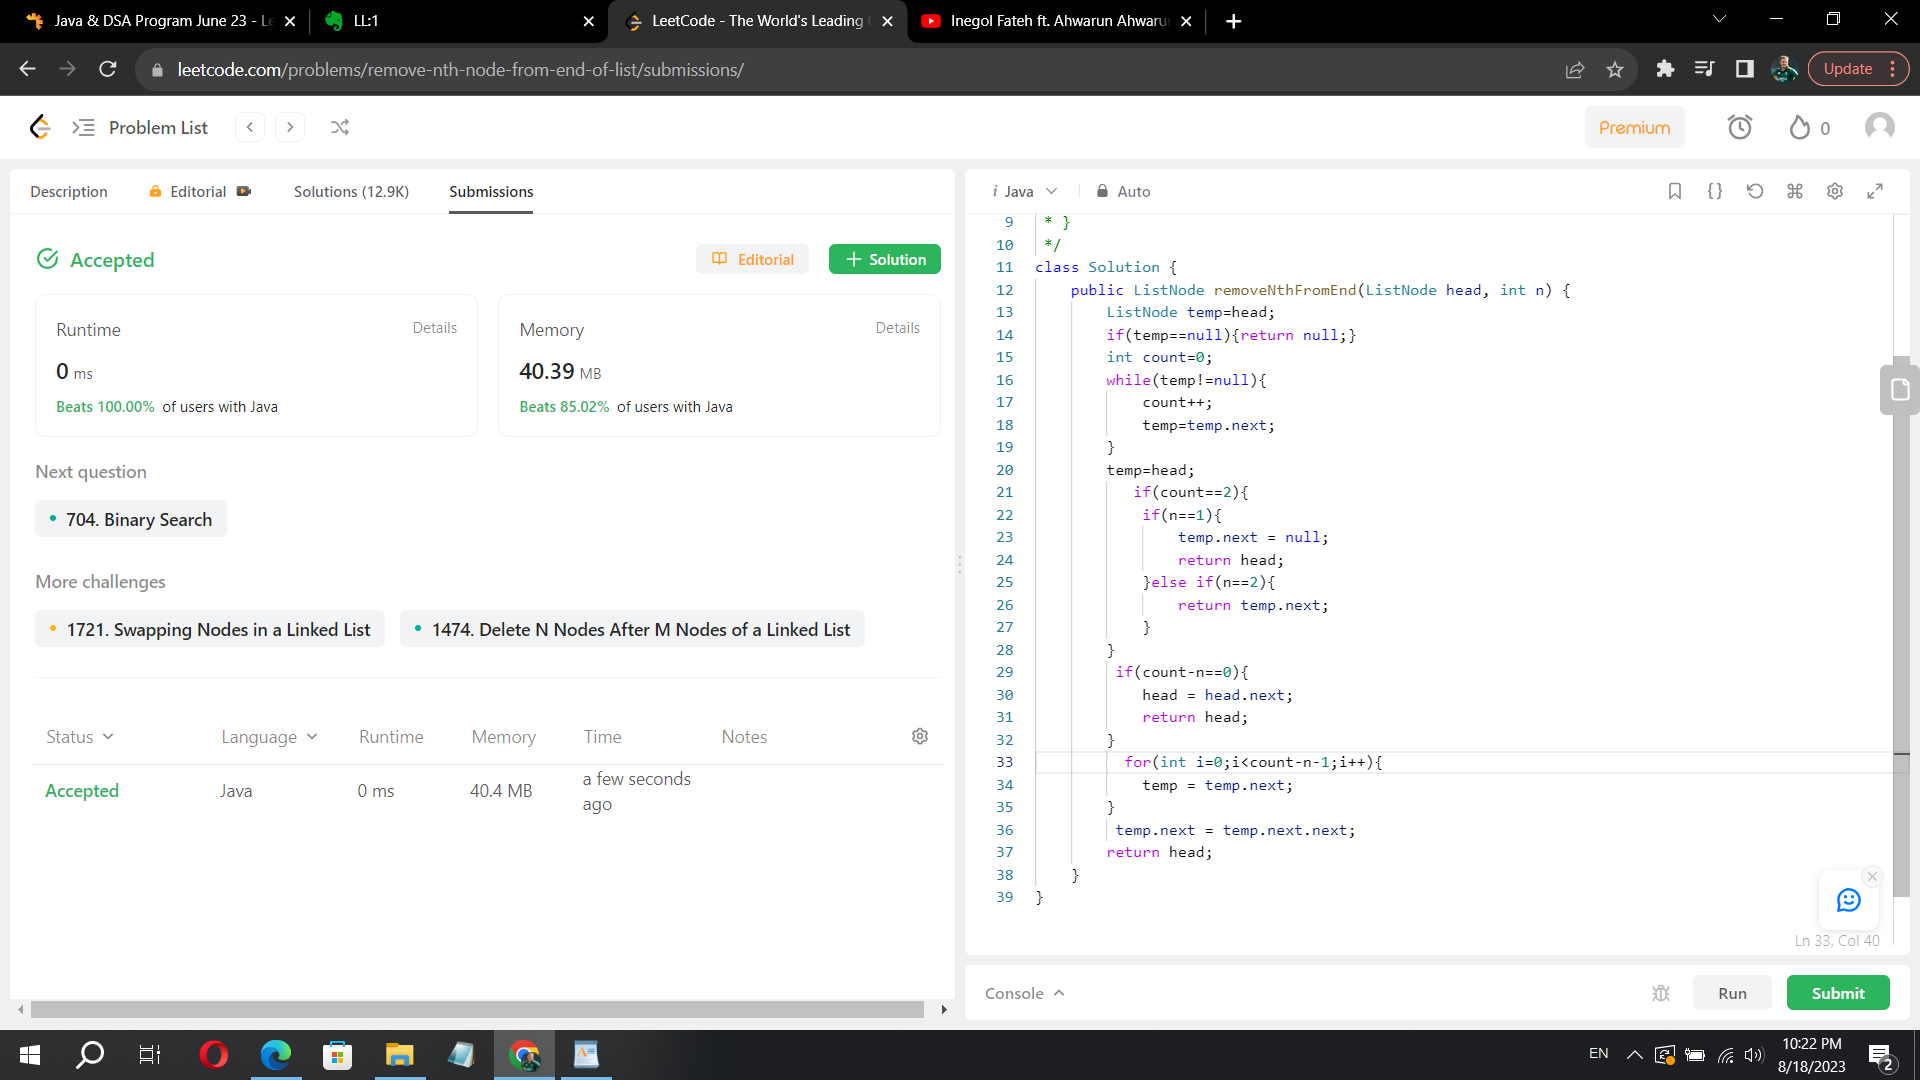 Java & DSA Program June 23 - Le
LL:1
LeetCode - The World's Leading
Inegol Fateh ft. Ahwarun Ahwaru
leetcode.com/problems/remove-nth-node-from-end-of-list/submissions/
Update
Problem List
Premium
0
Description
Editorial
Solutions (12.9K)
Submissions
Accepted
Editorial
Solution
Runtime
Details
0 ms
Beats 100.00% of users with Java
Memory
Details
40.39 MB
Beats 85.02% of users with Java
Next question
704. Binary Search
More challenges
1721. Swapping Nodes in a Linked List
1474. Delete N Nodes After M Nodes of a Linked List
Status Language Runtime Memory Time Notes
Accepted Java 0 ms 40.4 MB a few seconds
ago
i Java
Auto
9 * }
10 */
11 class Solution {
12 public ListNode removeNthFromEnd(ListNode head, int n) {
13 ListNode temp=head;
14 if(temp==null){return null;}
15 int count=0;
16 while(temp!=null){
17 count++;
18 temp=temp.next;
19 }
20 temp=head;
21 if(count==2){
22 if(n==1){
23 temp.next = null;
24 return head;
25 }else if(n==2){
26 return temp.next;
27 }
28 }
29 if(count-n==0){
30 head = head.next;
31 return head;
32 }
33 for(int i=0;i<count-n-1;i++){
34 temp = temp.next;
35 }
36 temp.next = temp.next.next;
37 return head;
38 }
39 }
Ln 33, Col 40
Console
Run
Submit
EN
10:22 PM
8/18/2023
2